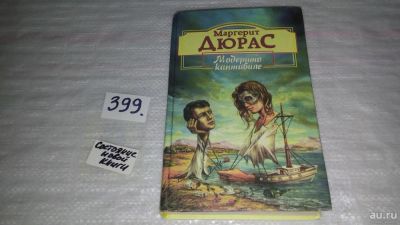 Маргерит
ДЮРАС
Модерато
кантабиле
399.
Состояние
новой
книги
au.ru